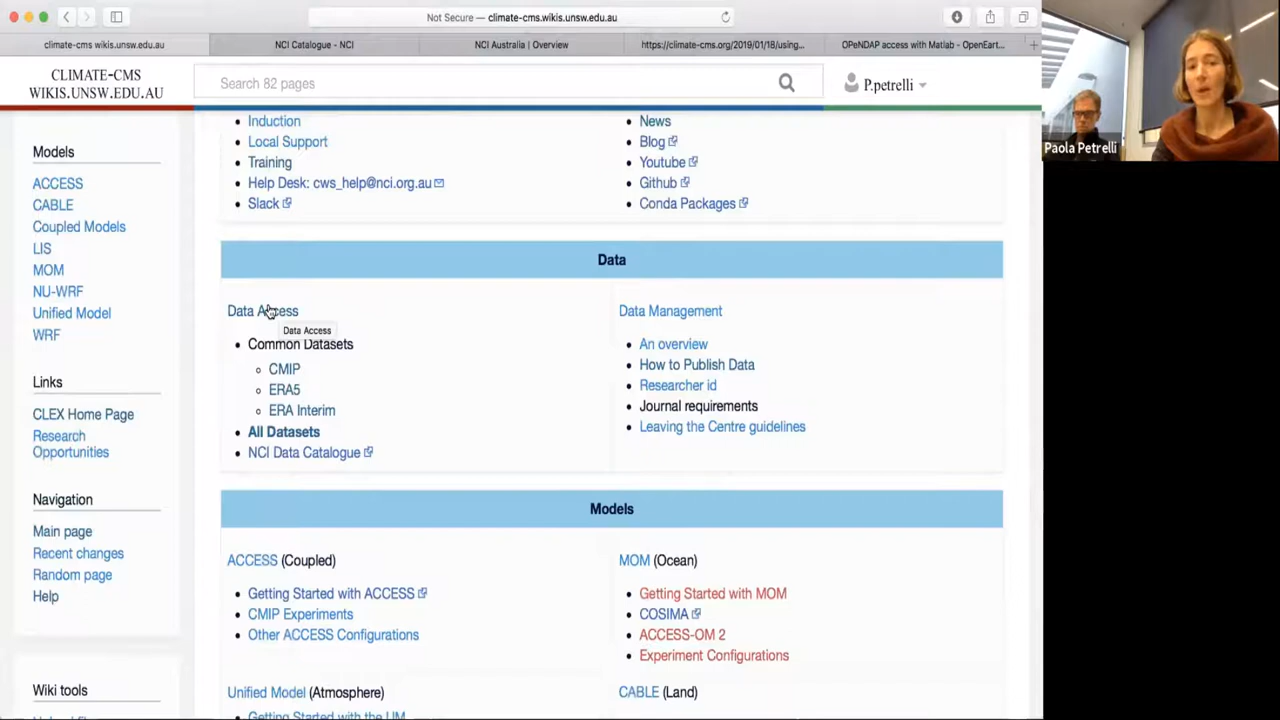 Not Secure — climate-cms.wikis.unsw.edu.au
climate-cms wikis.unsw.edu.au
NCI Catalogue - NCI
NCI Australia | Overview
https://climate-cms.org/2019/01/18/using...
OPeNDAP access with Matlab - OpenEart...
CLIMATE-CMS
WIKIS.UNSW.EDU.AU
Search 82 pages
P.petrelli
Paola Petrelli
Models
ACCESS
CABLE
Coupled Models
LIS
MOM
NU-WRF
Unified Model
WRF
Links
CLEX Home Page
Research
Opportunities
Navigation
Main page
Recent changes
Random page
Help
Wiki tools
Induction
Local Support
Training
Help Desk: cws_help@nci.org.au
Slack
News
Blog
Youtube
Github
Conda Packages
Data
Data Access
Data Access
Common Datasets
CMIP
ERA5
ERA Interim
All Datasets
NCI Data Catalogue
Data Management
An overview
How to Publish Data
Researcher id
Journal requirements
Leaving the Centre guidelines
Models
ACCESS (Coupled)
Getting Started with ACCESS
CMIP Experiments
Other ACCESS Configurations
MOM (Ocean)
Getting Started with MOM
COSIMA
ACCESS-OM 2
Experiment Configurations
Unified Model (Atmosphere)
Getting Started with the UM
CABLE (Land)